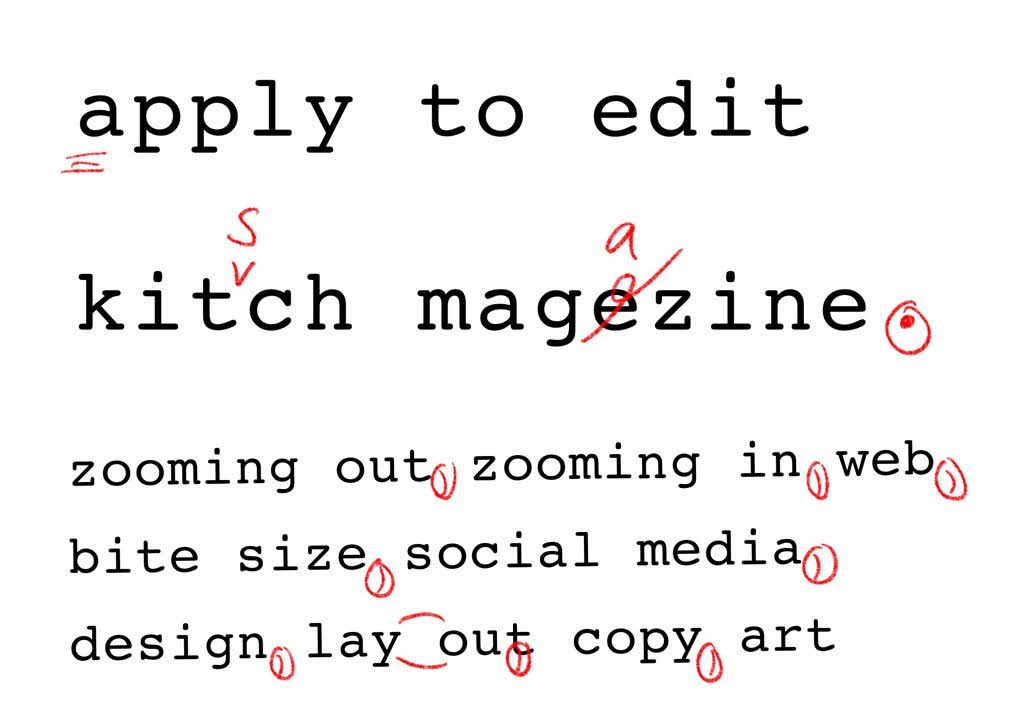 apply to edit
s
a
kitch magezine.
zooming out, zooming in, web,
bite size, social media,
design, lay out, copy, art